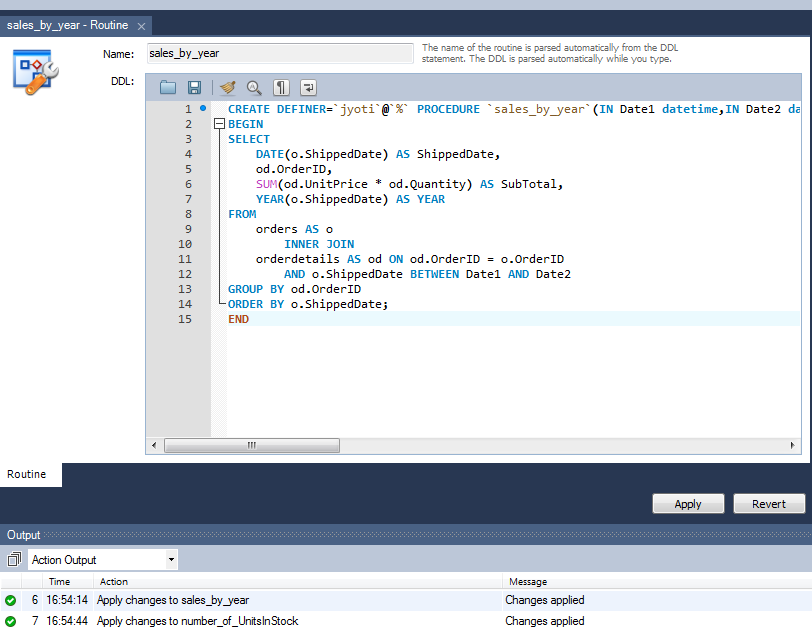 sales_by_year - Routine ×
Name: sales_by_year
The name of the routine is parsed automatically from the DDL
statement. The DDL is parsed automatically while you type.
DDL:
1 CREATE DEFINER=`jyoti`@`%` PROCEDURE `sales_by_year`(IN Date1 datetime,IN Date2 da
2 BEGIN
3 SELECT
4 DATE(o.ShippedDate) AS ShippedDate,
5 od.OrderID,
6 SUM(od.UnitPrice * od.Quantity) AS SubTotal,
7 YEAR(o.ShippedDate) AS YEAR
8 FROM
9 orders AS o
10 INNER JOIN
11 orderdetails AS od ON od.OrderID = o.OrderID
12 AND o.ShippedDate BETWEEN Date1 AND Date2
13 GROUP BY od.OrderID
14 ORDER BY o.ShippedDate;
15 END
Routine
Apply Revert
Output
Action Output
Time Action Message
6 16:54:14 Apply changes to sales_by_year Changes applied
7 16:54:44 Apply changes to number_of_UnitsInStock Changes applied